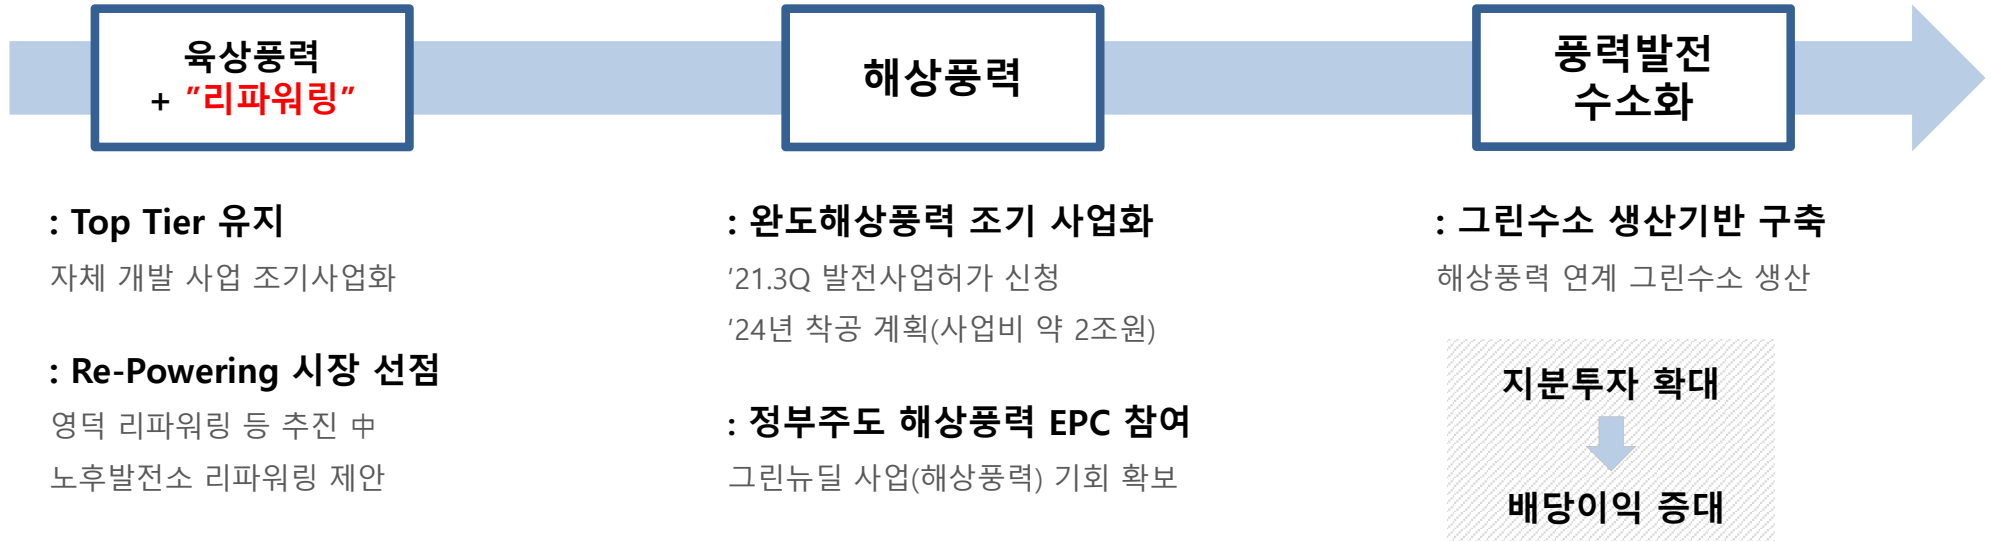 육상풍력
+ ”리파워링”
해상풍력
풍력발전
수소화
: Top Tier 유지
자체 개발 사업 조기사업화
: Re-Powering 시장 선점
영덕 리파워링 등 추진 中
노후발전소 리파워링 제안
: 완도해상풍력 조기 사업화
’21.3Q 발전사업허가 신청
’24년 착공 계획(사업비 약 2조원)
: 정부주도 해상풍력 EPC 참여
그린뉴딜 사업(해상풍력) 기회 확보
: 그린수소 생산기반 구축
해상풍력 연계 그린수소 생산
지분투자 확대
배당이익 증대